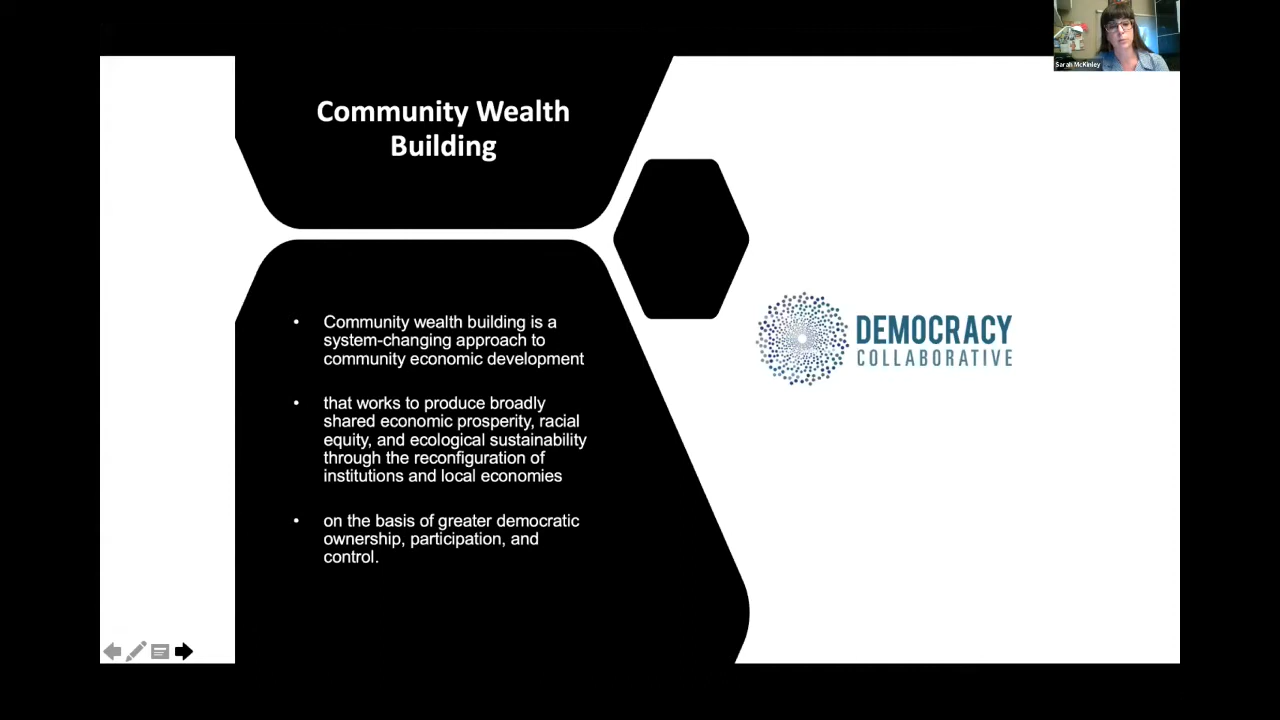 Sarah McKinley
Community Wealth
Building
• Community wealth building is a
system-changing approach to
community economic development
• that works to produce broadly
shared economic prosperity, racial
equity, and ecological sustainability
through the reconfiguration of
institutions and local economies
• on the basis of greater democratic
ownership, participation, and
control.
DEMOCRACY
COLLABORATIVE